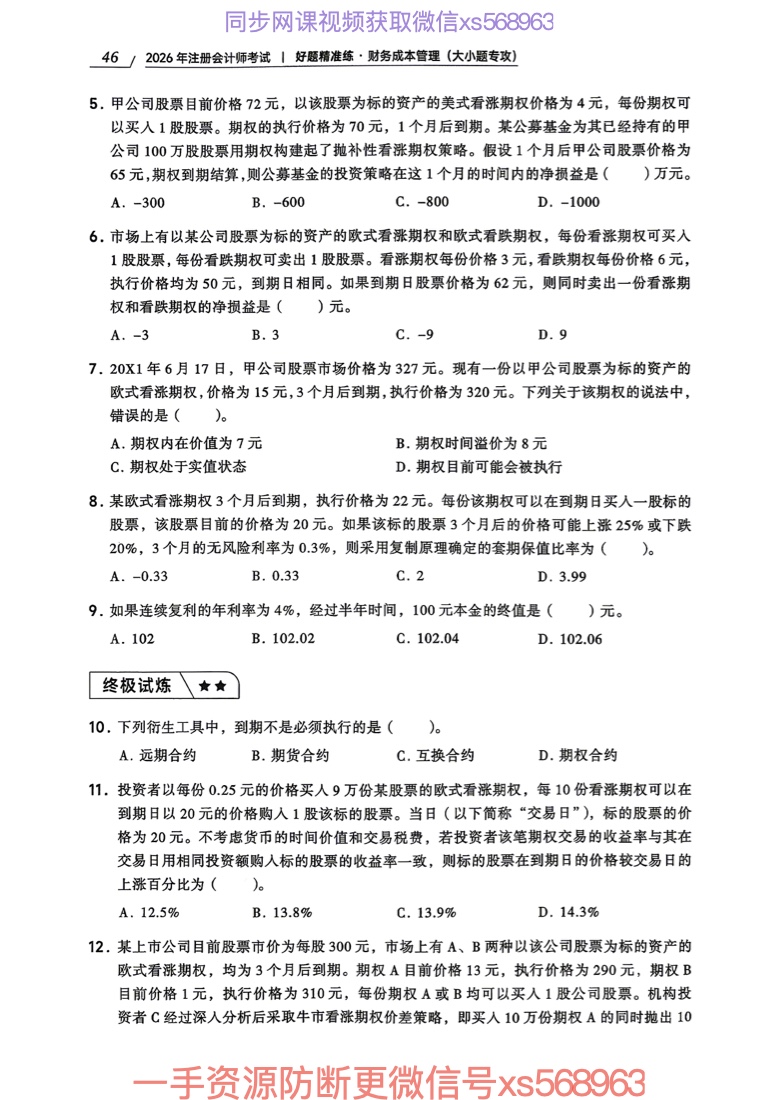 同步网课视频获取微信xs568963
46 / 2026年注册会计师考试 | 好题精准练·财务成本管理（大小题专攻）
5. 甲公司股票目前价格72元，以该股票为标的资产的美式看涨期权价格为4元，每份期权可
以买入1股股票。期权的执行价格为70元，1个月后到期。某公募基金为其已经持有的甲
公司100万股股票用期权构建起了抛补性看涨期权策略。假设1个月后甲公司股票价格为
65元，期权到期结算，则公募基金的投资策略在这1个月的时间内的净损益是（　　）万元。
A. -300　B. -600　C. -800　D. -1000
6. 市场上有以某公司股票为标的资产的欧式看涨期权和欧式看跌期权，每份看涨期权可买入
1股股票，每份看跌期权可卖出1股股票。看涨期权每份价格3元，看跌期权每份价格6元，
执行价格均为50元，到期日相同。如果到期日股票价格为62元，则同时卖出一份看涨期
权和看跌期权的净损益是（　　）元。
A. -3　B. 3　C. -9　D. 9
7. 20X1年6月17日，甲公司股票市场价格为327元。现有一份以甲公司股票为标的资产的
欧式看涨期权，价格为15元，3个月后到期，执行价格为320元。下列关于该期权的说法中，
错误的是（　　）。
A. 期权内在价值为7元　B. 期权时间溢价为8元
C. 期权处于实值状态　D. 期权目前可能会被执行
8. 某欧式看涨期权3个月后到期，执行价格为22元。每份该期权可以在到期日买入一股标的
股票，该股票目前的价格为20元。如果该标的股票3个月后的价格可能上涨25%或下跌
20%，3个月的无风险利率为0.3%，则采用复制原理确定的套期保值比率为（　　）。
A. -0.33　B. 0.33　C. 2　D. 3.99
9. 如果连续复利的年利率为4%，经过半年时间，100元本金的终值是（　　）元。
A. 102　B. 102.02　C. 102.04　D. 102.06
终极试炼 ★★
10. 下列衍生工具中，到期不是必须执行的是（　　）。
A. 远期合约　B. 期货合约　C. 互换合约　D. 期权合约
11. 投资者以每份0.25元的价格买入9万份某股票的欧式看涨期权，每10份看涨期权可以在
到期日以20元的价格购入1股该标的股票。当日（以下简称“交易日”），标的股票的价
格为20元。不考虑货币的时间价值和交易税费，若投资者该笔期权交易的收益率与其在
交易日用相同投资额购入标的股票的收益率一致，则标的股票在到期日的价格较交易日的
上涨百分比为（　　）。
A. 12.5%　B. 13.8%　C. 13.9%　D. 14.3%
12. 某上市公司目前股票市价为每股300元，市场上有A、B两种以该公司股票为标的资产的
欧式看涨期权，均为3个月后到期。期权A目前价格13元，执行价格为290元，期权B
目前价格1元，执行价格为310元，每份期权A或B均可以买入1股公司股票。机构投
资者C经过深入分析后采取牛市看涨期权价差策略，即买入10万份期权A的同时抛出10
一手资源防断更微信号xs568963